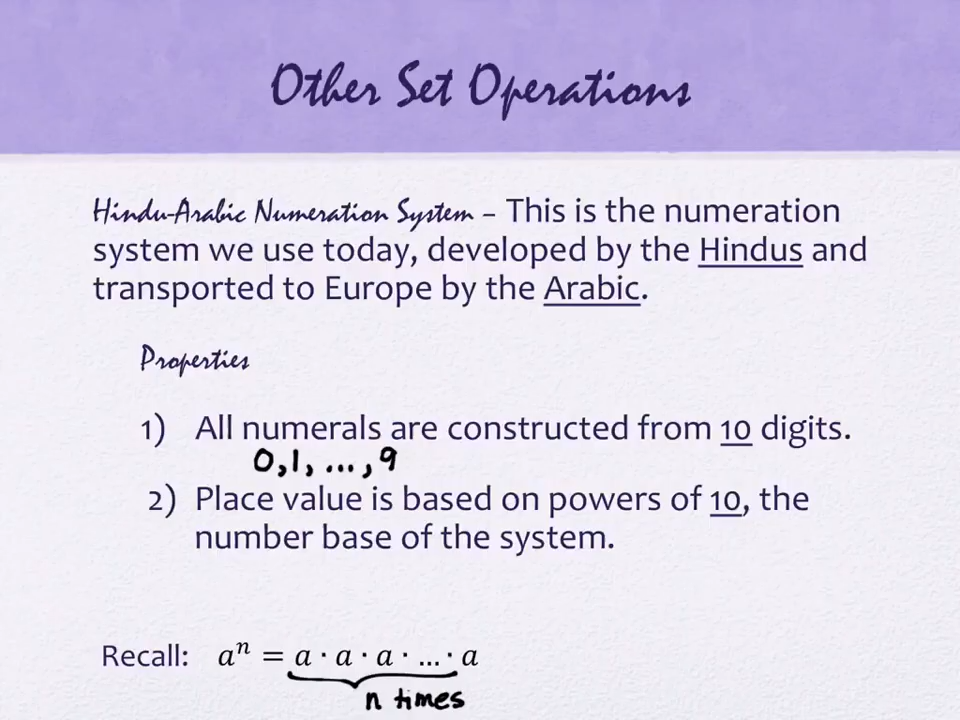 Other Set Operations
Hindu-Arabic Numeration System – This is the numeration
system we use today, developed by the Hindus and
transported to Europe by the Arabic.
Properties
1) All numerals are constructed from 10 digits.
0,1, ..., 9
2) Place value is based on powers of 10, the
number base of the system.
Recall: aⁿ = a · a · a · ... · a
n times